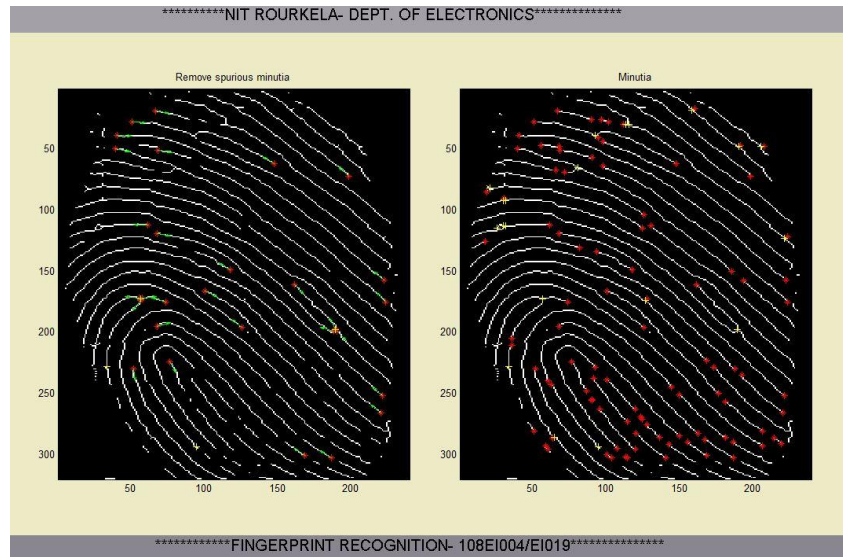 **********NIT ROURKELA- DEPT. OF ELECTRONICS**************
Remove spurious minutia
50
100
150
200
250
300
50 100 150 200
Minutia
50
100
150
200
250
300
50 100 150 200
************FINGERPRINT RECOGNITION- 108EI004/EI019***************